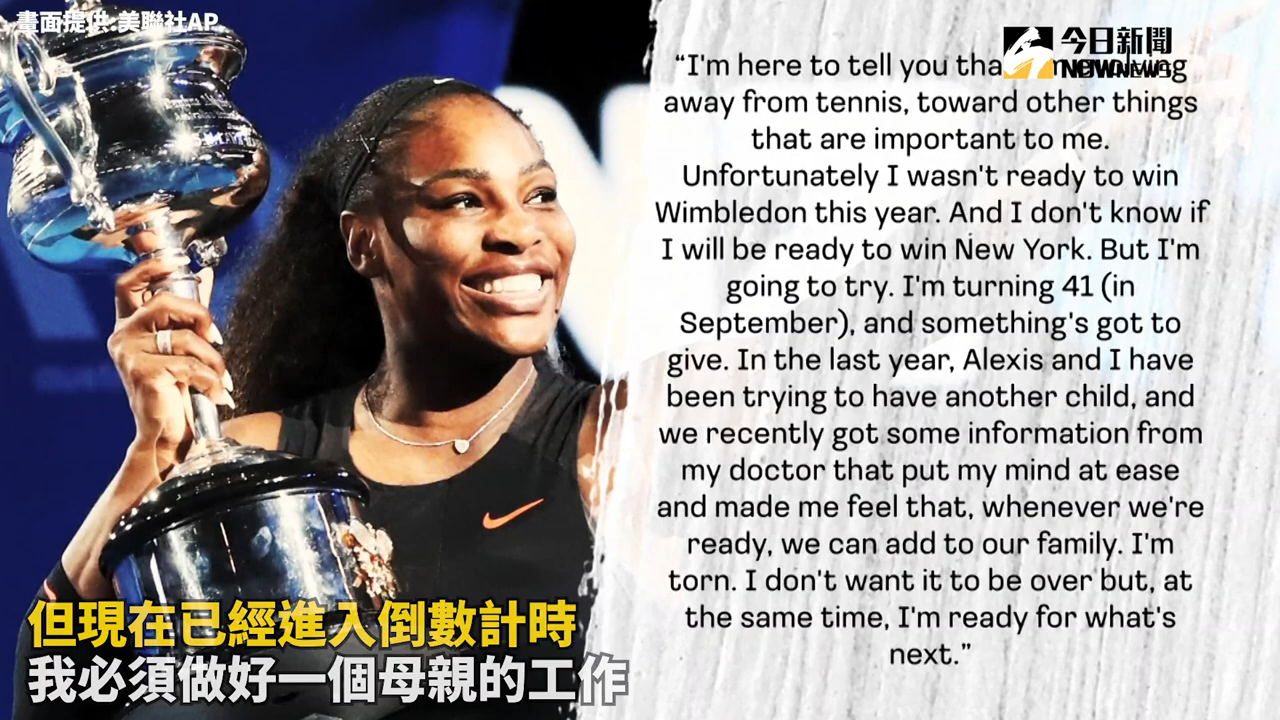 畫面提供:美聯社AP
今日新聞
NOWNEWS
“I'm here to tell you tha
away from tennis, toward other things
that are important to me.
Unfortunately I wasn't ready to win
Wimbledon this year. And I don't know if
I will be ready to win New York. But I'm
going to try. I'm turning 41 (in
September), and something's got to
give. In the last year, Alexis and I have
been trying to have another child, and
we recently got some information from
my doctor that put my mind at ease
and made me feel that, whenever we're
ready, we can add to our family. I'm
torn. I don't want it to be over but, at
the same time, I'm ready for what's
next.”
但現在已經進入倒數計時
我必須做好一個母親的工作